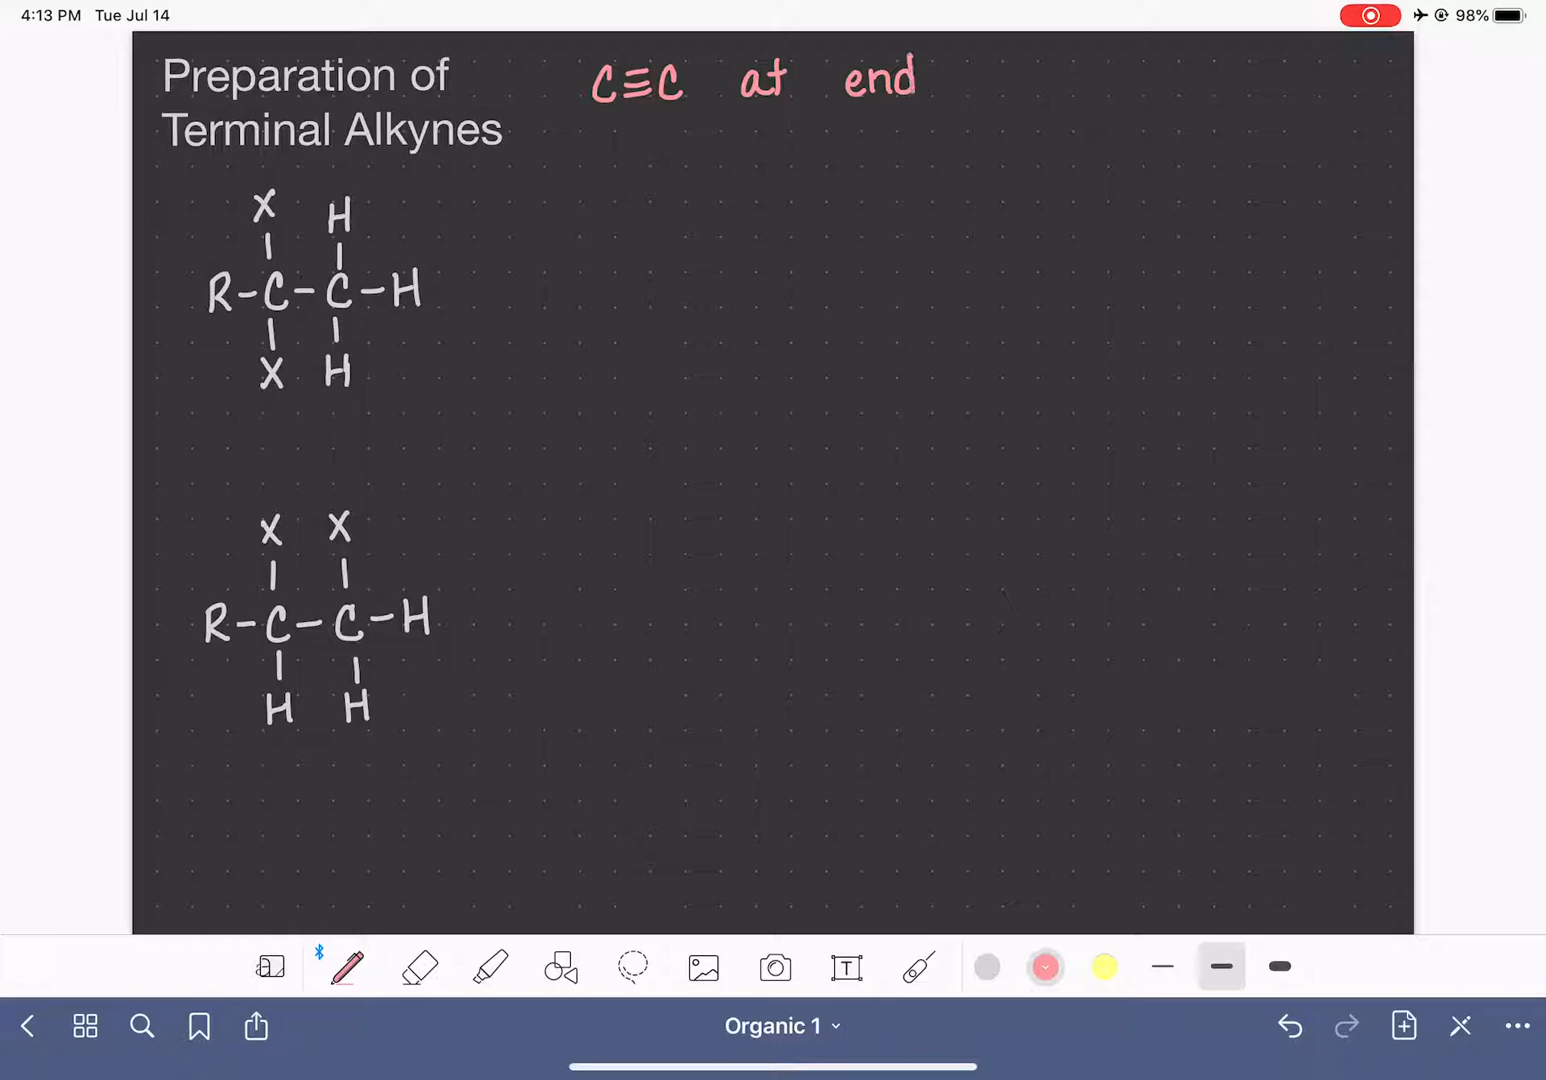 4:13 PM Tue Jul 14 98%
Preparation of
Terminal Alkynes
C≡C at end
X H
R-C-C-H
X H
X X
R-C-C-H
H H
Organic 1